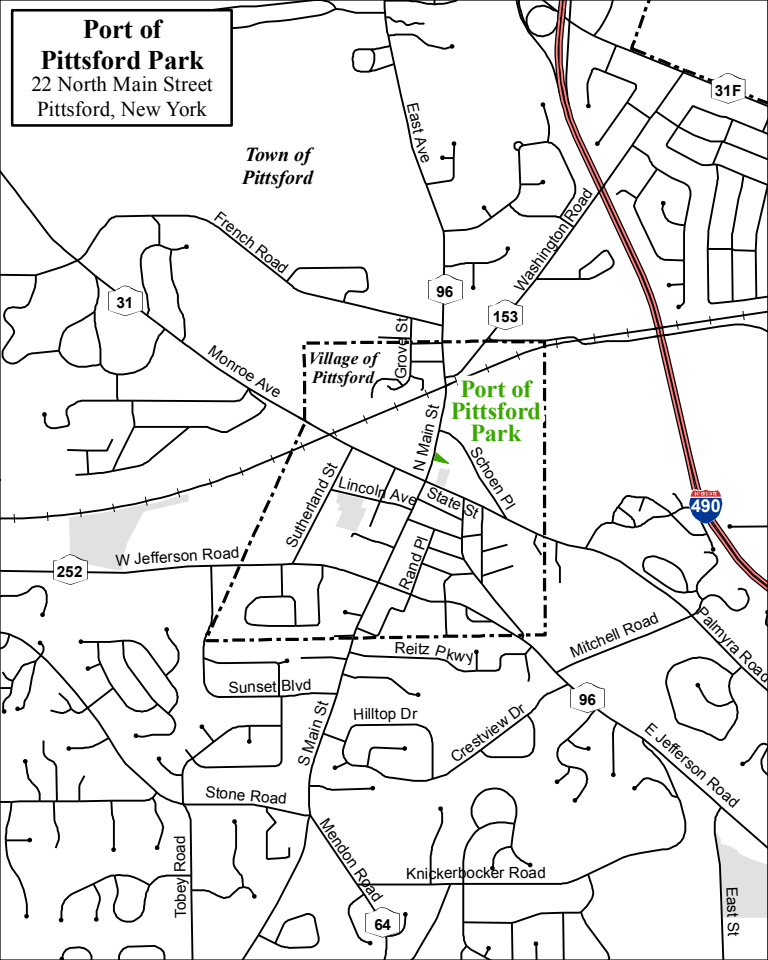 Port of
Pittsford Park
22 North Main Street
Pittsford, New York
31F
East Ave
Town of
Pittsford
French Road
Washington Road
96
31
153
Grove St
Village of
Pittsford
Monroe Ave
Port of
Pittsford
Park
N Main St
Schoen Pl
Sutherland St
Lincoln Ave
State St
INTERSTATE
490
W Jefferson Road
252
Rand Pl
Mitchell Road
Palmyra Road
Reitz Pkwy
Sunset Blvd
96
S Main St
Hilltop Dr
Crestview Dr
E Jefferson Road
Stone Road
Mendon Road
Tobey Road
Knickerbocker Road
East St
64